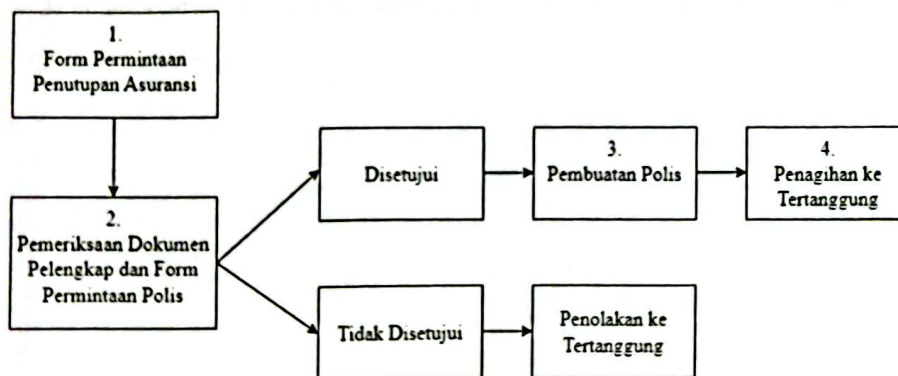 1.
Form Permintaan
Penutupan Asuransi
2.
Pemeriksaan Dokumen
Pelengkap dan Form
Permintaan Polis
Disetujui
3.
Pembuatan Polis
4.
Penagihan ke
Tertanggung
Tidak Disetujui
Penolakan ke
Tertanggung